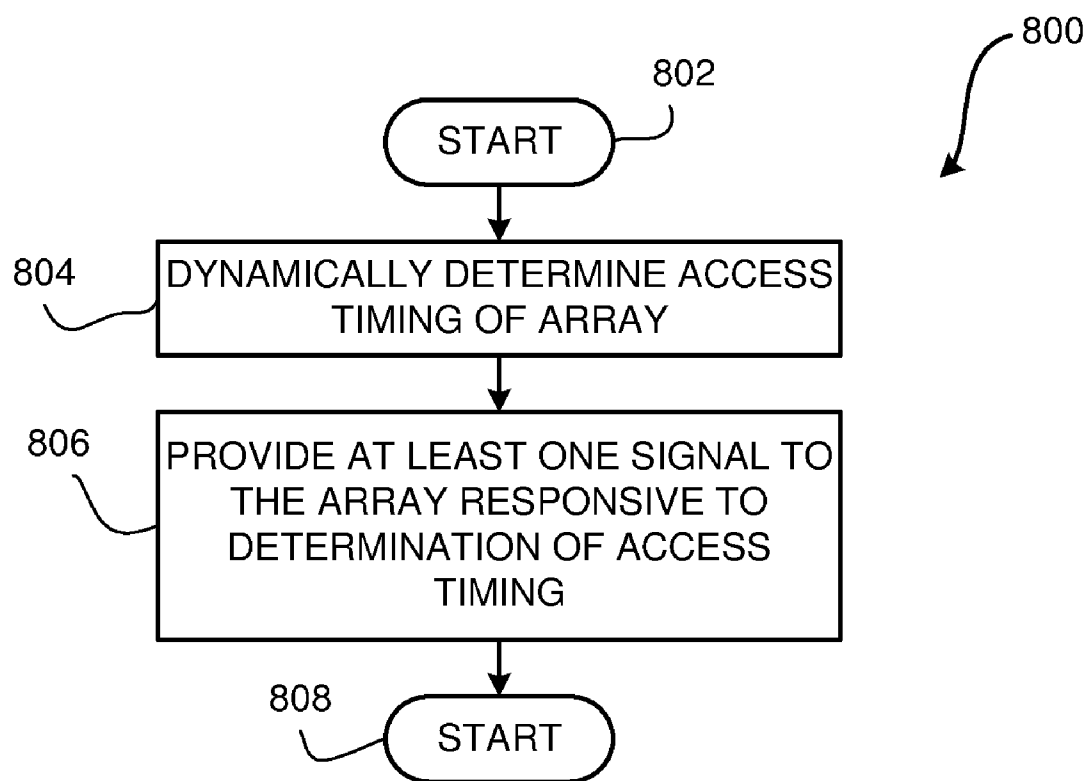 800
802
START
804
DYNAMICALLY DETERMINE ACCESS
TIMING OF ARRAY
806
PROVIDE AT LEAST ONE SIGNAL TO
THE ARRAY RESPONSIVE TO
DETERMINATION OF ACCESS
TIMING
808
START